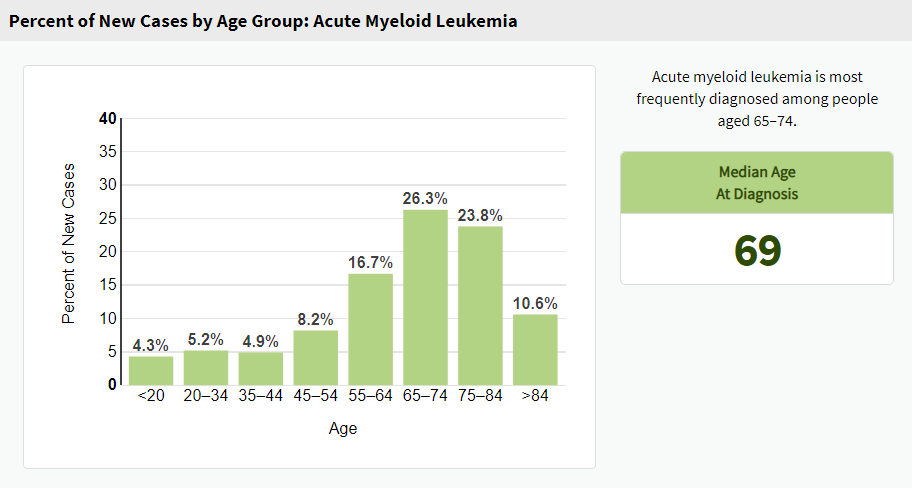 Percent of New Cases by Age Group: Acute Myeloid Leukemia
Acute myeloid leukemia is most
frequently diagnosed among people
aged 65–74.
Median Age
At Diagnosis
69
Percent of New Cases
40
35
30
25
20
15
10
5
0
4.3%
5.2%
4.9%
8.2%
16.7%
26.3%
23.8%
10.6%
<20 20–34 35–44 45–54 55–64 65–74 75–84 >84
Age